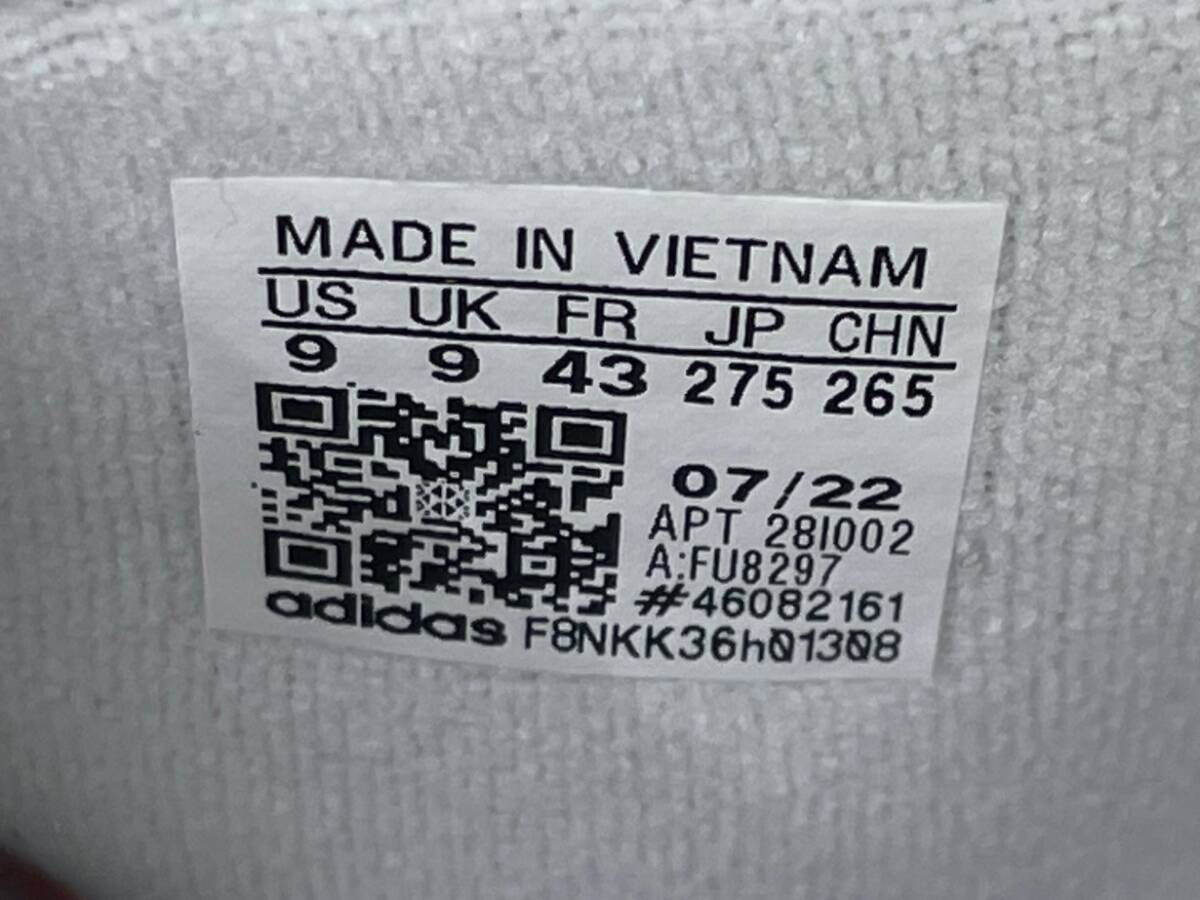 MADE IN VIETNAM
US UK FR JP CHN
9 9 43 275 265
07/22
APT 28I002
A:FU8297
#46082161
adidas F8NKK36h01308